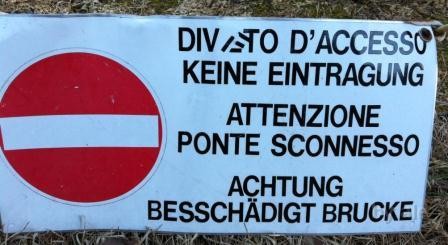 DIVIETO D'ACCESSO
KEINE EINTRAGUNG
ATTENZIONE
PONTE SCONNESSO
ACHTUNG
BESSCHÄDIGT BRUCKE